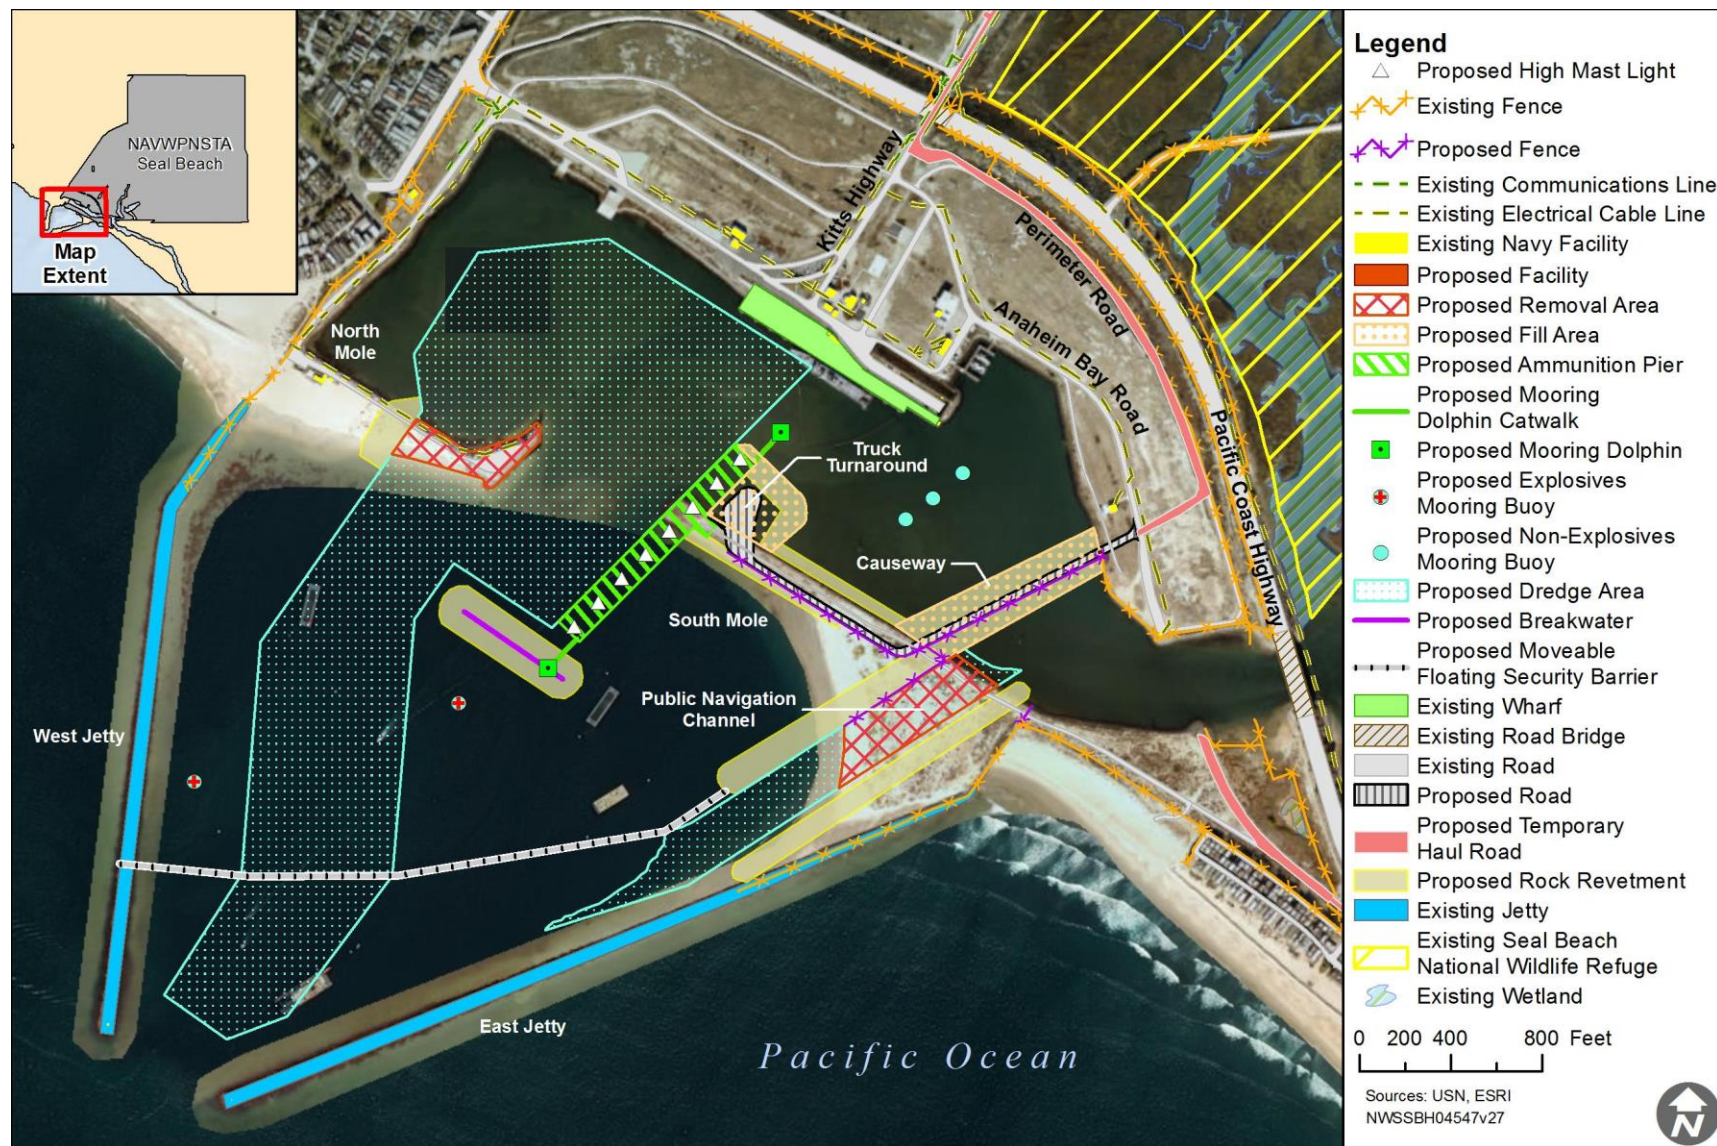 NAVWPNSTA
Seal Beach
Map
Extent
North
Mole
Kitts Highway
Perimeter Road
Anaheim Bay Road
Pacific Coast Highway
Truck
Turnaround
Causeway
South Mole
Public Navigation
Channel
West Jetty
East Jetty
Pacific Ocean
Legend
Proposed High Mast Light
Existing Fence
Proposed Fence
Existing Communications Line
Existing Electrical Cable Line
Existing Navy Facility
Proposed Facility
Proposed Removal Area
Proposed Fill Area
Proposed Ammunition Pier
Proposed Mooring
Dolphin Catwalk
Proposed Mooring Dolphin
Proposed Explosives
Mooring Buoy
Proposed Non-Explosives
Mooring Buoy
Proposed Dredge Area
Proposed Breakwater
Proposed Moveable
Floating Security Barrier
Existing Wharf
Existing Road Bridge
Existing Road
Proposed Road
Proposed Temporary
Haul Road
Proposed Rock Revetment
Existing Jetty
Existing Seal Beach
National Wildlife Refuge
Existing Wetland
0 200 400 800 Feet
Sources: USN, ESRI
NWSSBH04547v27
N